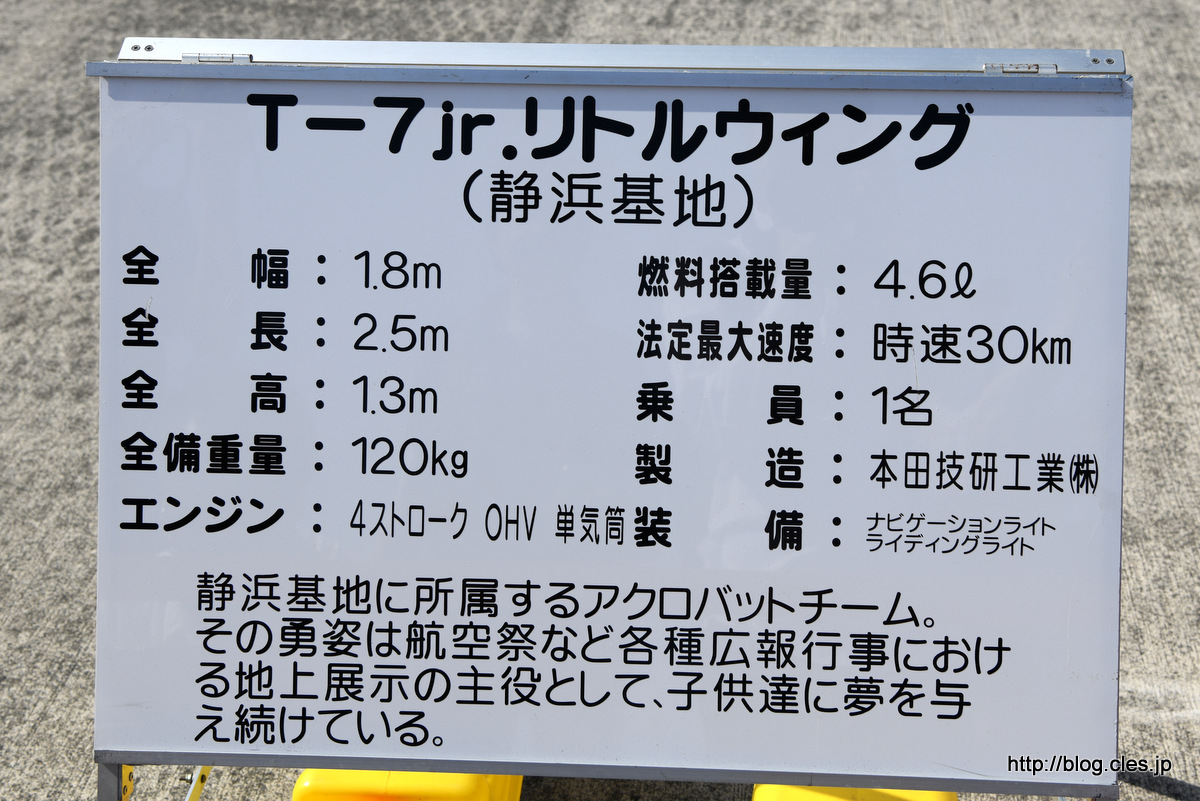 T-7jr.リトルウィング
(静浜基地)
全幅：1.8m
全長：2.5m
全高：1.3m
全備重量：120kg
エンジン：4ストローク OHV 単気筒
燃料搭載量：4.6ℓ
法定最大速度：時速30km
乗員：1名
製造：本田技研工業㈱
装備：ナビゲーションライト
ライディングライト
静浜基地に所属するアクロバットチーム。
その勇姿は航空祭など各種広報行事におけ
る地上展示の主役として、子供達に夢を与
え続けている。
http://blog.cles.jp